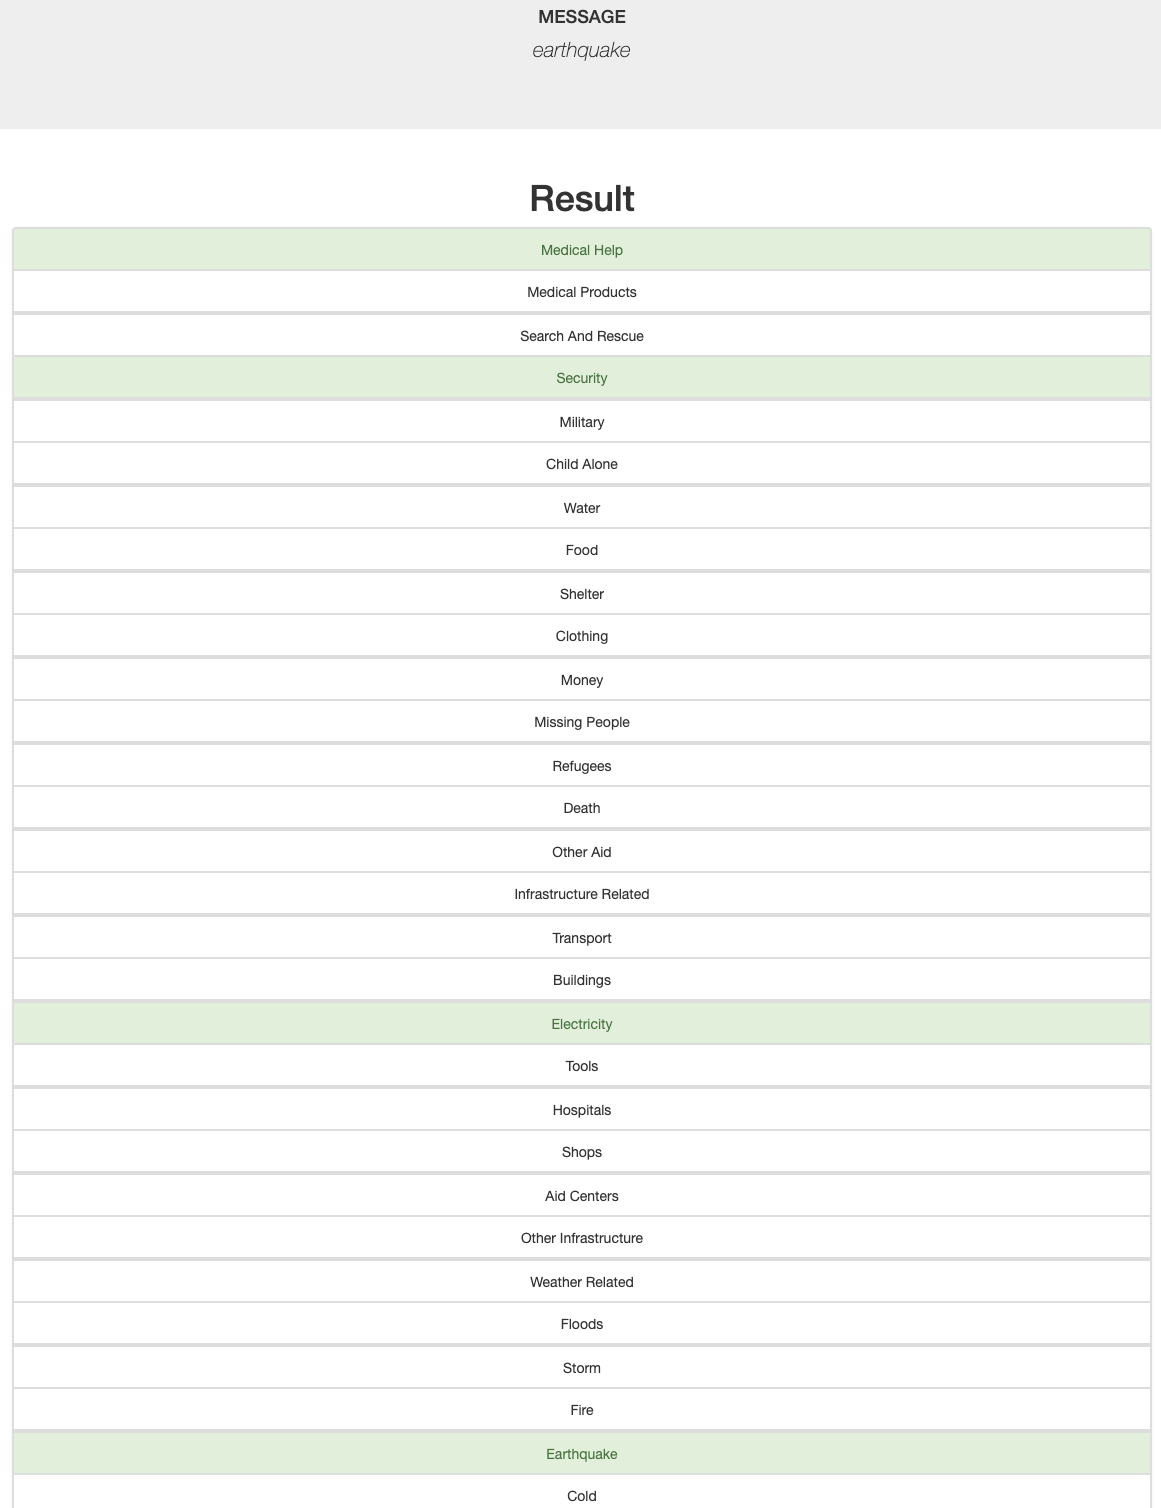 MESSAGE
earthquake
Result
Medical Help
Medical Products
Search And Rescue
Security
Military
Child Alone
Water
Food
Shelter
Clothing
Money
Missing People
Refugees
Death
Other Aid
Infrastructure Related
Transport
Buildings
Electricity
Tools
Hospitals
Shops
Aid Centers
Other Infrastructure
Weather Related
Floods
Storm
Fire
Earthquake
Cold